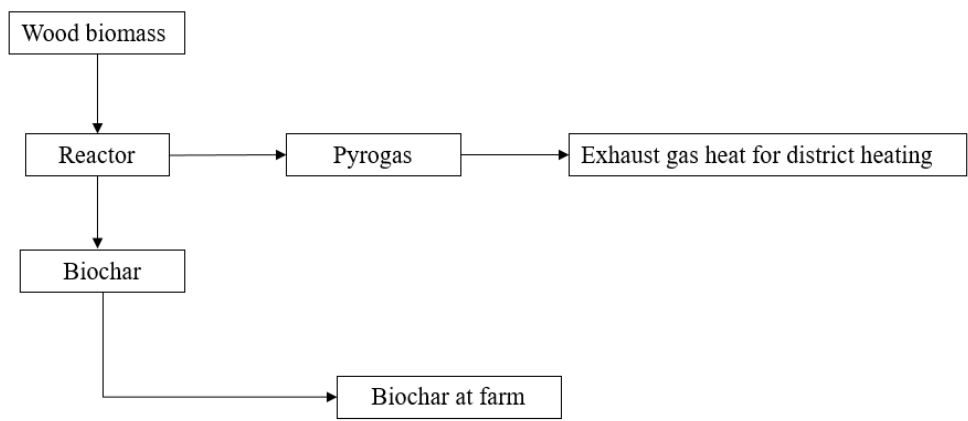 Wood biomass
Reactor
Pyrogas
Exhaust gas heat for district heating
Biochar
Biochar at farm